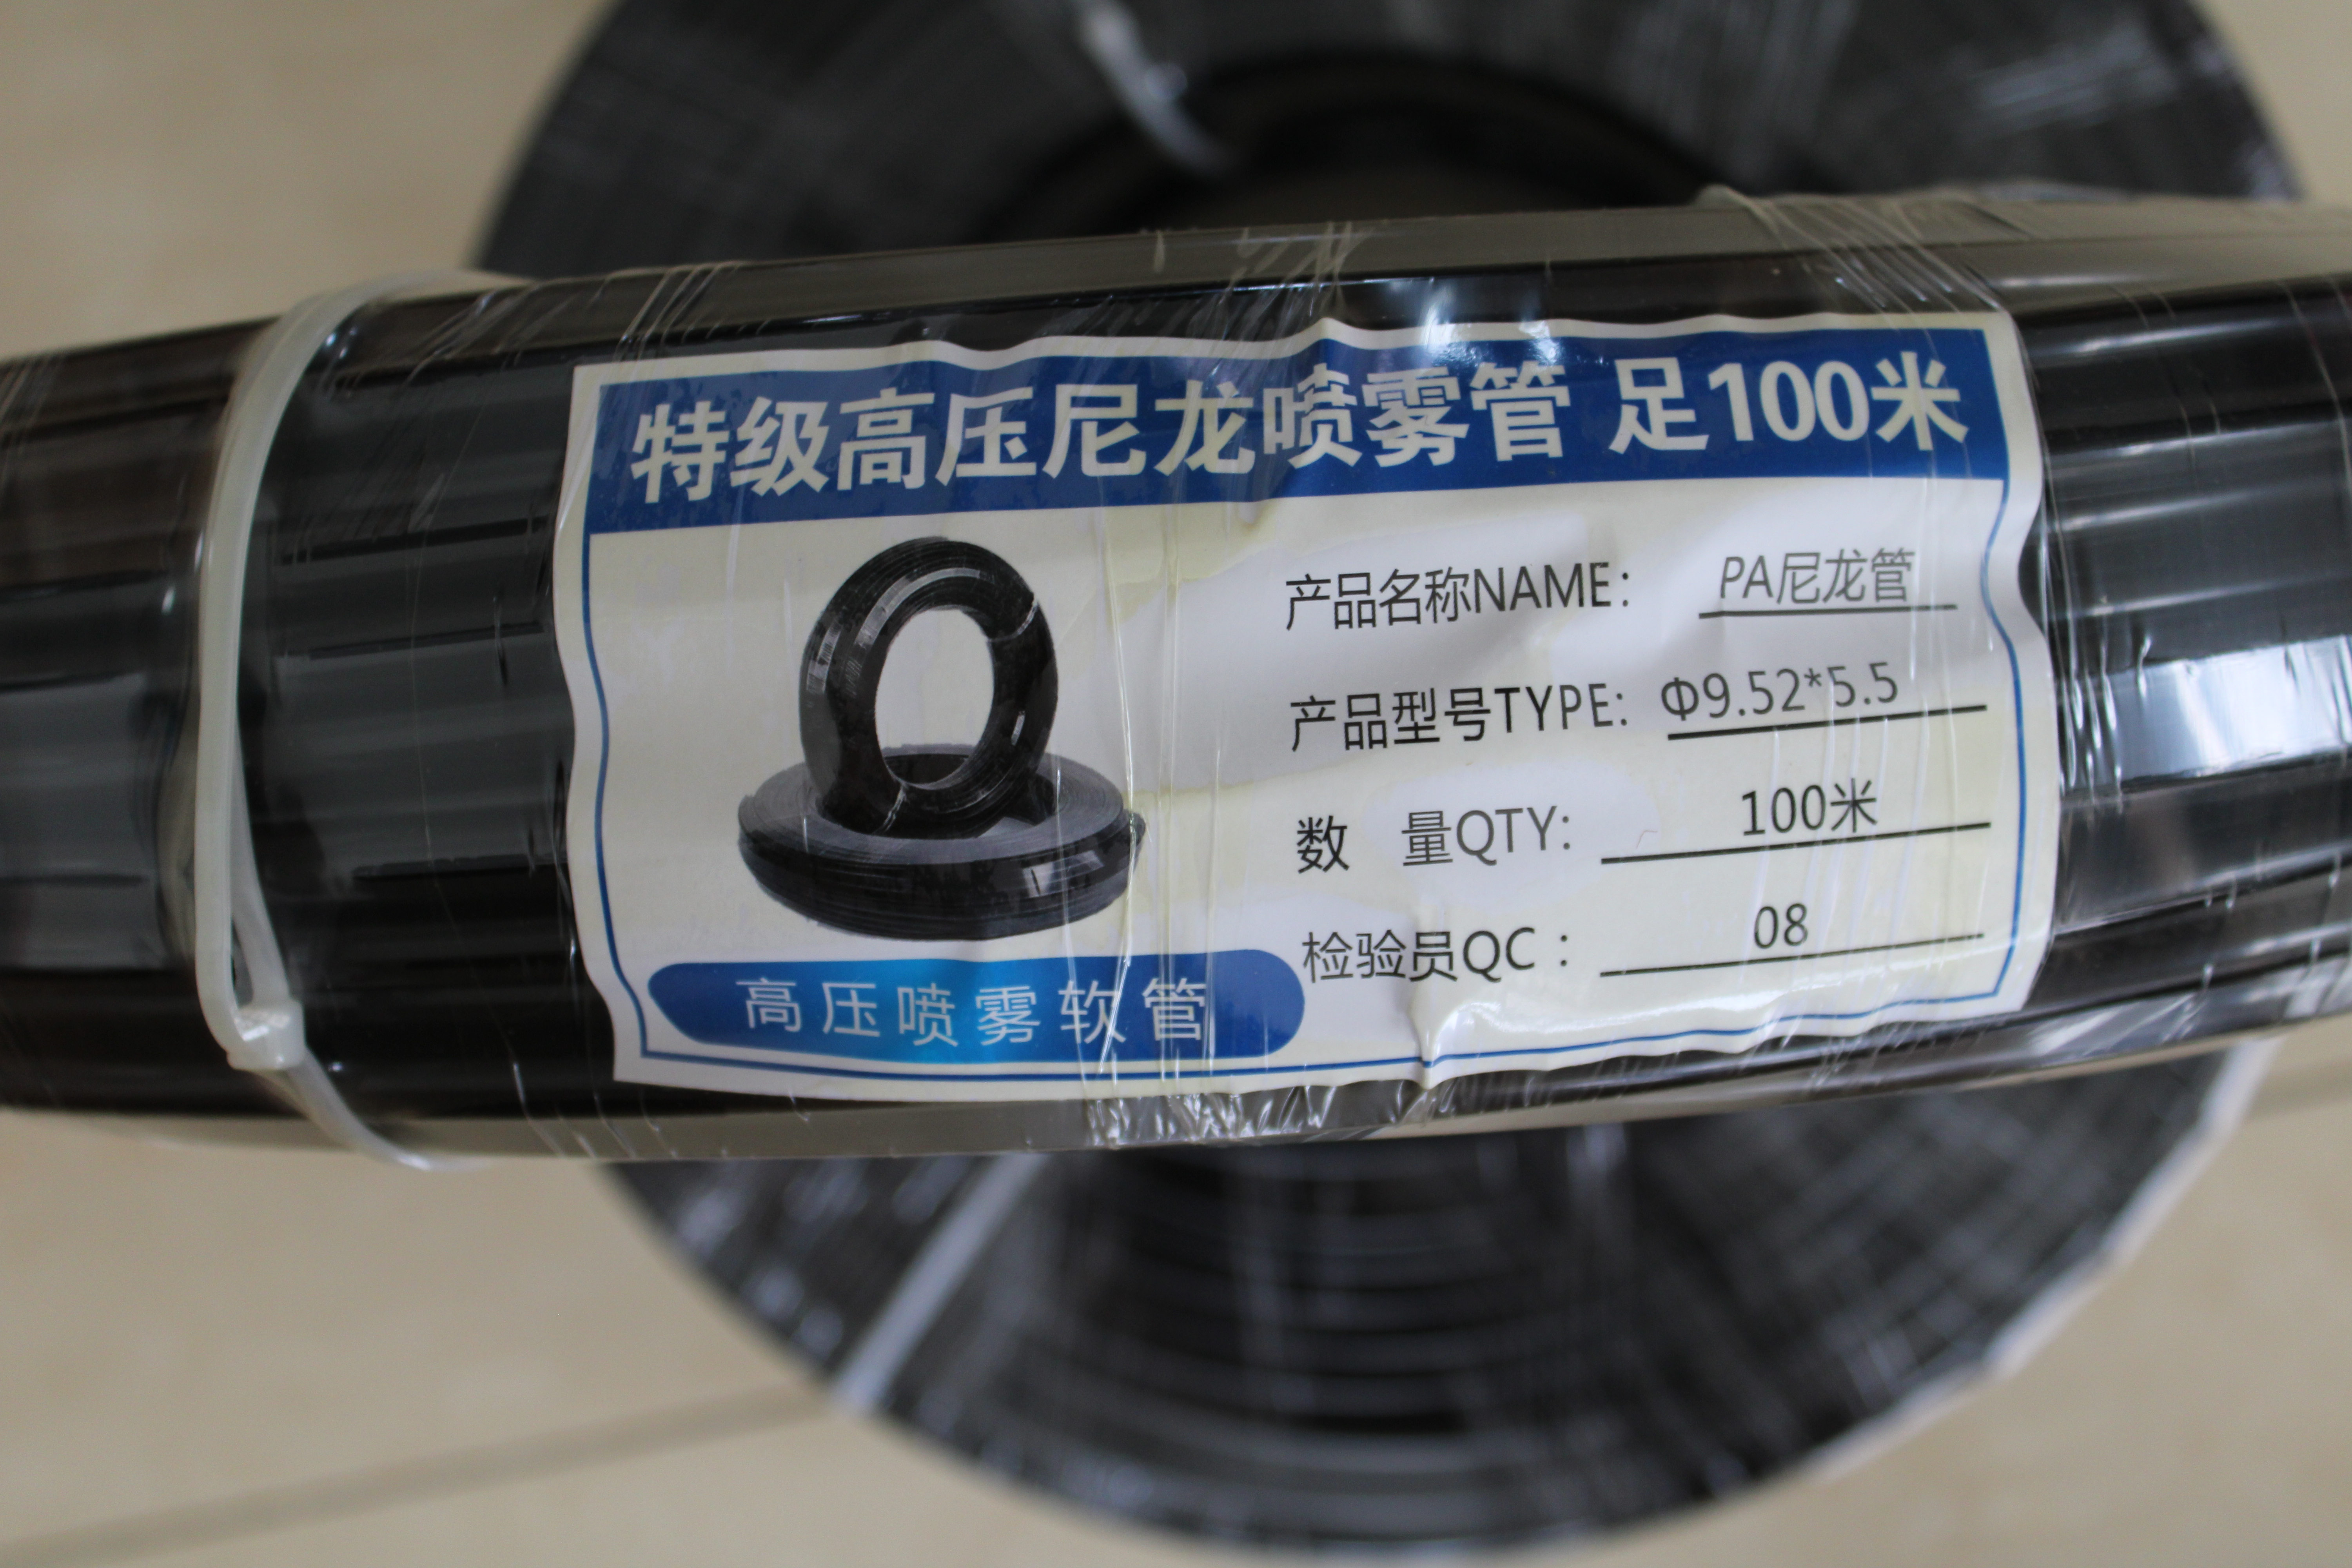 特级高压尼龙喷雾管 足100米
产品名称NAME: PA尼龙管
产品型号TYPE: Φ9.52*5.5
数 量QTY: 100米
检验员QC: 08
高压喷雾软管